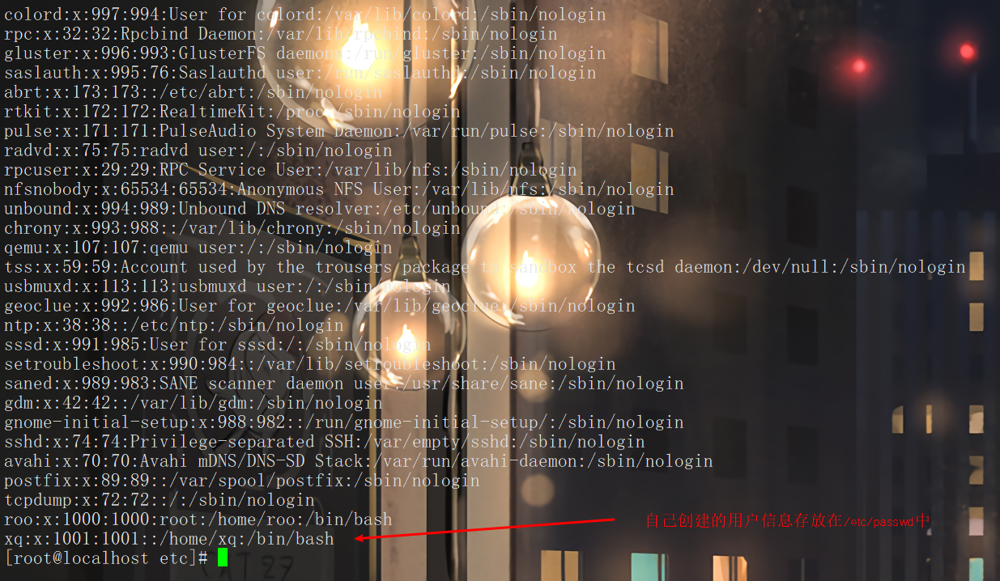 colord:x:997:994:User for colord:/var/lib/colord:/sbin/nologin
rpc:x:32:32:Rpcbind Daemon:/var/lib/rpcbind:/sbin/nologin
gluster:x:996:993:GlusterFS daemons:/run/gluster:/sbin/nologin
saslauth:x:995:76:Saslauthd user:/run/saslauthd:/sbin/nologin
abrt:x:173:173::/etc/abrt:/sbin/nologin
rtkit:x:172:172:RealtimeKit:/proc:/sbin/nologin
pulse:x:171:171:PulseAudio System Daemon:/var/run/pulse:/sbin/nologin
radvd:x:75:75:radvd user:/:/sbin/nologin
rpcuser:x:29:29:RPC Service User:/var/lib/nfs:/sbin/nologin
nfsnobody:x:65534:65534:Anonymous NFS User:/var/lib/nfs:/sbin/nologin
unbound:x:994:989:Unbound DNS resolver:/etc/unbound:/sbin/nologin
chrony:x:993:988::/var/lib/chrony:/sbin/nologin
qemu:x:107:107:qemu user:/:/sbin/nologin
tss:x:59:59:Account used by the trousers package to sandbox the tcsd daemon:/dev/null:/sbin/nologin
usbmuxd:x:113:113:usbmuxd user:/:/sbin/nologin
geoclue:x:992:986:User for geoclue:/var/lib/geoclue:/sbin/nologin
ntp:x:38:38::/etc/ntp:/sbin/nologin
sssd:x:991:985:User for sssd:/:/sbin/nologin
setroubleshoot:x:990:984::/var/lib/setroubleshoot:/sbin/nologin
saned:x:989:983:SANE scanner daemon user:/usr/share/sane:/sbin/nologin
gdm:x:42:42::/var/lib/gdm:/sbin/nologin
gnome-initial-setup:x:988:982::/run/gnome-initial-setup/:/sbin/nologin
sshd:x:74:74:Privilege-separated SSH:/var/empty/sshd:/sbin/nologin
avahi:x:70:70:Avahi mDNS/DNS-SD Stack:/var/run/avahi-daemon:/sbin/nologin
postfix:x:89:89::/var/spool/postfix:/sbin/nologin
tcpdump:x:72:72::/:/sbin/nologin
roo:x:1000:1000:root:/home/roo:/bin/bash
自己创建的用户信息存放在/etc/passwd中
xq:x:1001:1001::/home/xq:/bin/bash
[root@localhost etc]#